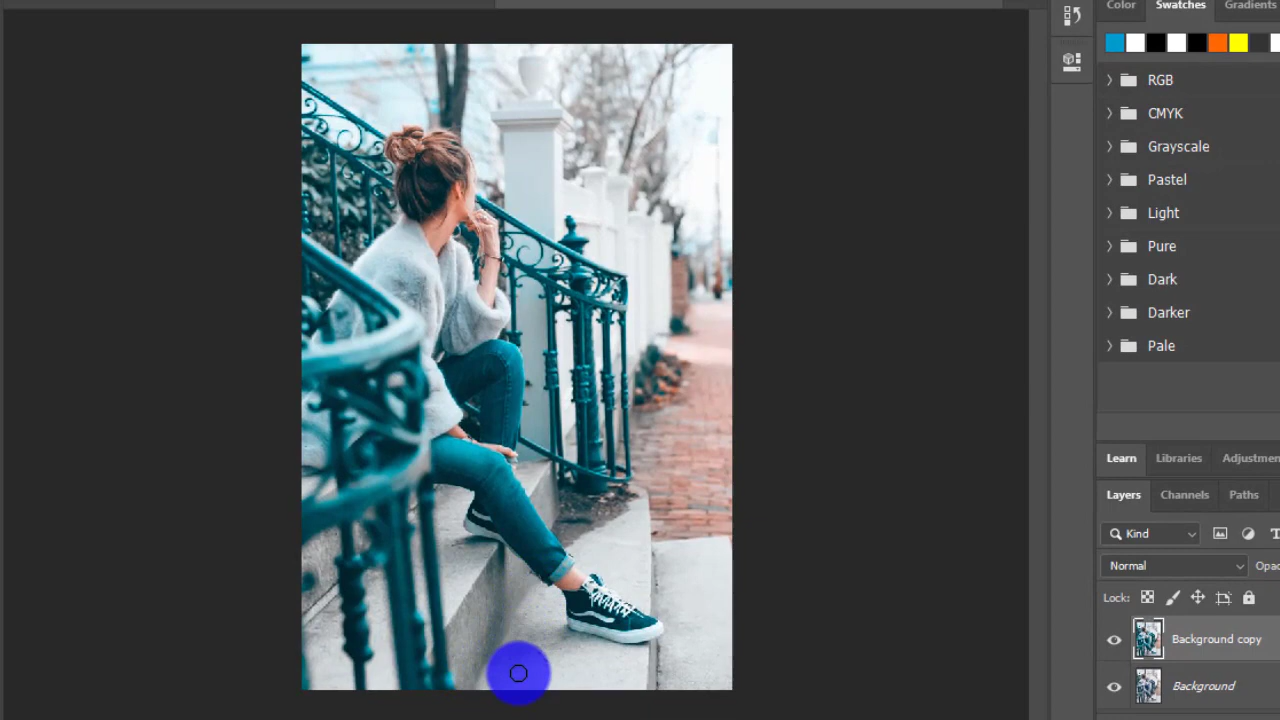 Color Swatches Gradients
RGB
CMYK
Grayscale
Pastel
Light
Pure
Dark
Darker
Pale
Learn Libraries Adjustmen
Layers Channels Paths
Kind T
Normal Opac
Lock:
Background copy
Background